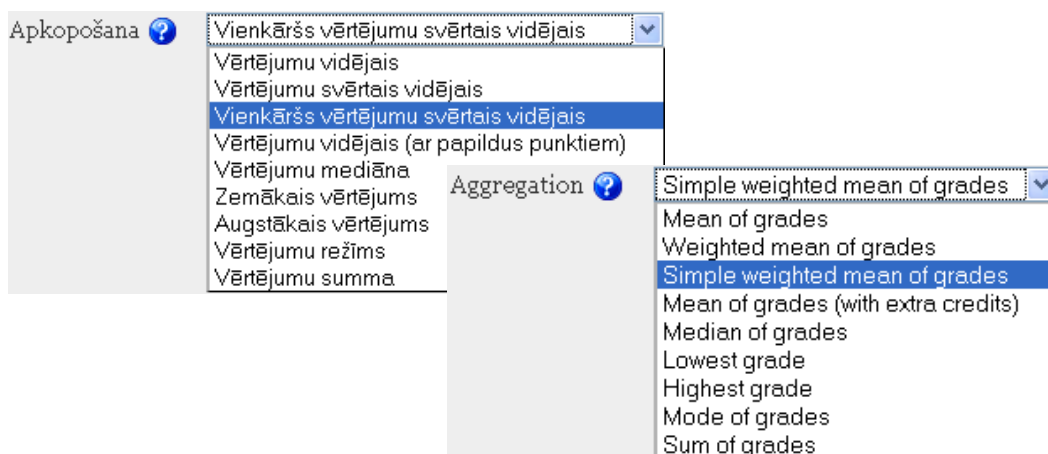 Apkopošana
Vienkāršs vērtējumu svērtais vidējais
Vērtējumu vidējais
Vērtējumu svērtais vidējais
Vienkāršs vērtējumu svērtais vidējais
Vērtējumu vidējais (ar papildus punktiem)
Vērtējumu mediāna
Zemākais vērtējums
Augstākais vērtējums
Vērtējumu režīms
Vērtējumu summa
Aggregation
Simple weighted mean of grades
Mean of grades
Weighted mean of grades
Simple weighted mean of grades
Mean of grades (with extra credits)
Median of grades
Lowest grade
Highest grade
Mode of grades
Sum of grades